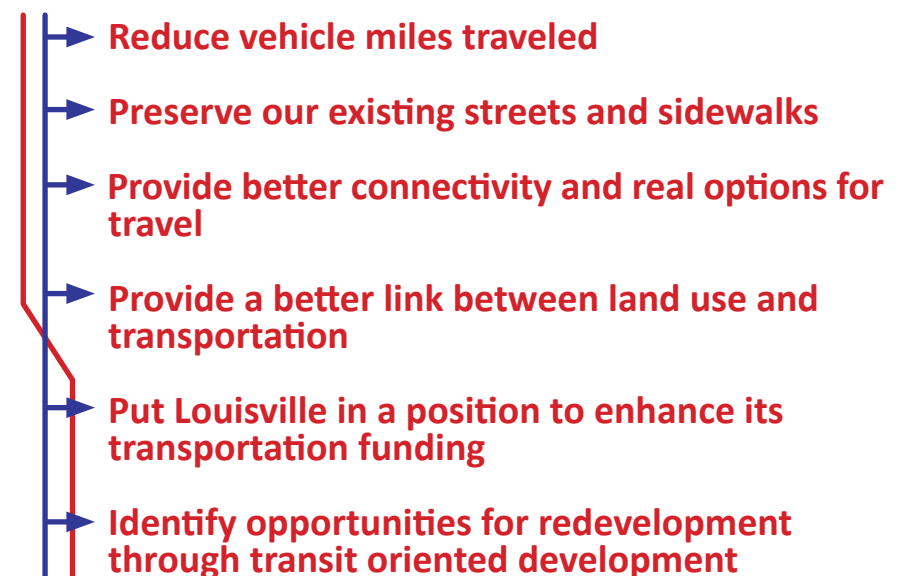 Reduce vehicle miles traveled
Preserve our existing streets and sidewalks
Provide better connectivity and real options for
travel
Provide a better link between land use and
transportation
Put Louisville in a position to enhance its
transportation funding
Identify opportunities for redevelopment
through transit oriented development